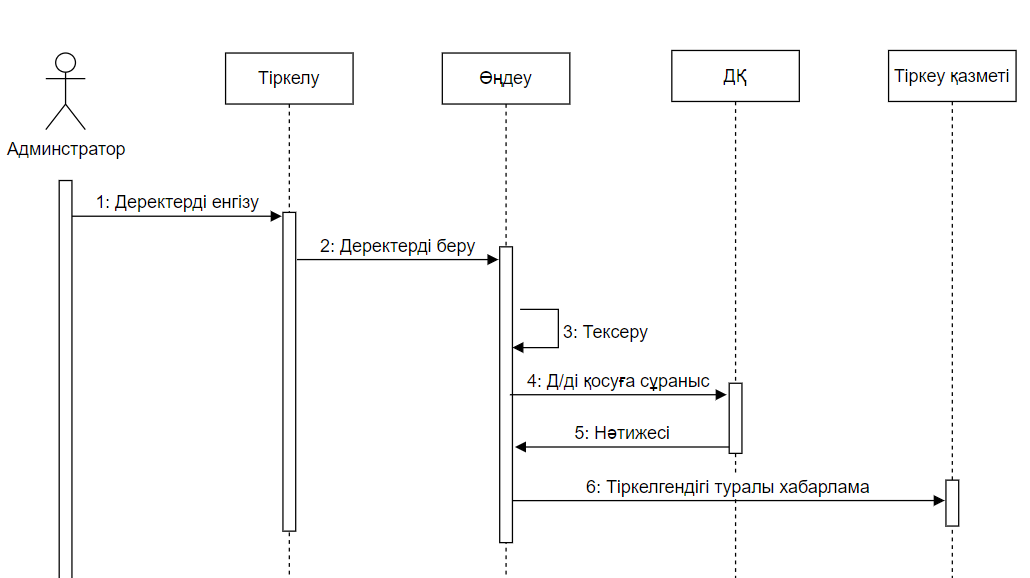 Тіркелу
Өңдеу
ДҚ
Тіркеу қазметі
Админстратор
1: Деректерді енгізу
2: Деректерді беру
3: Тексеру
4: Д/ді қосуға сұраныс
5: Нәтижесі
6: Тіркелгендігі туралы хабарлама